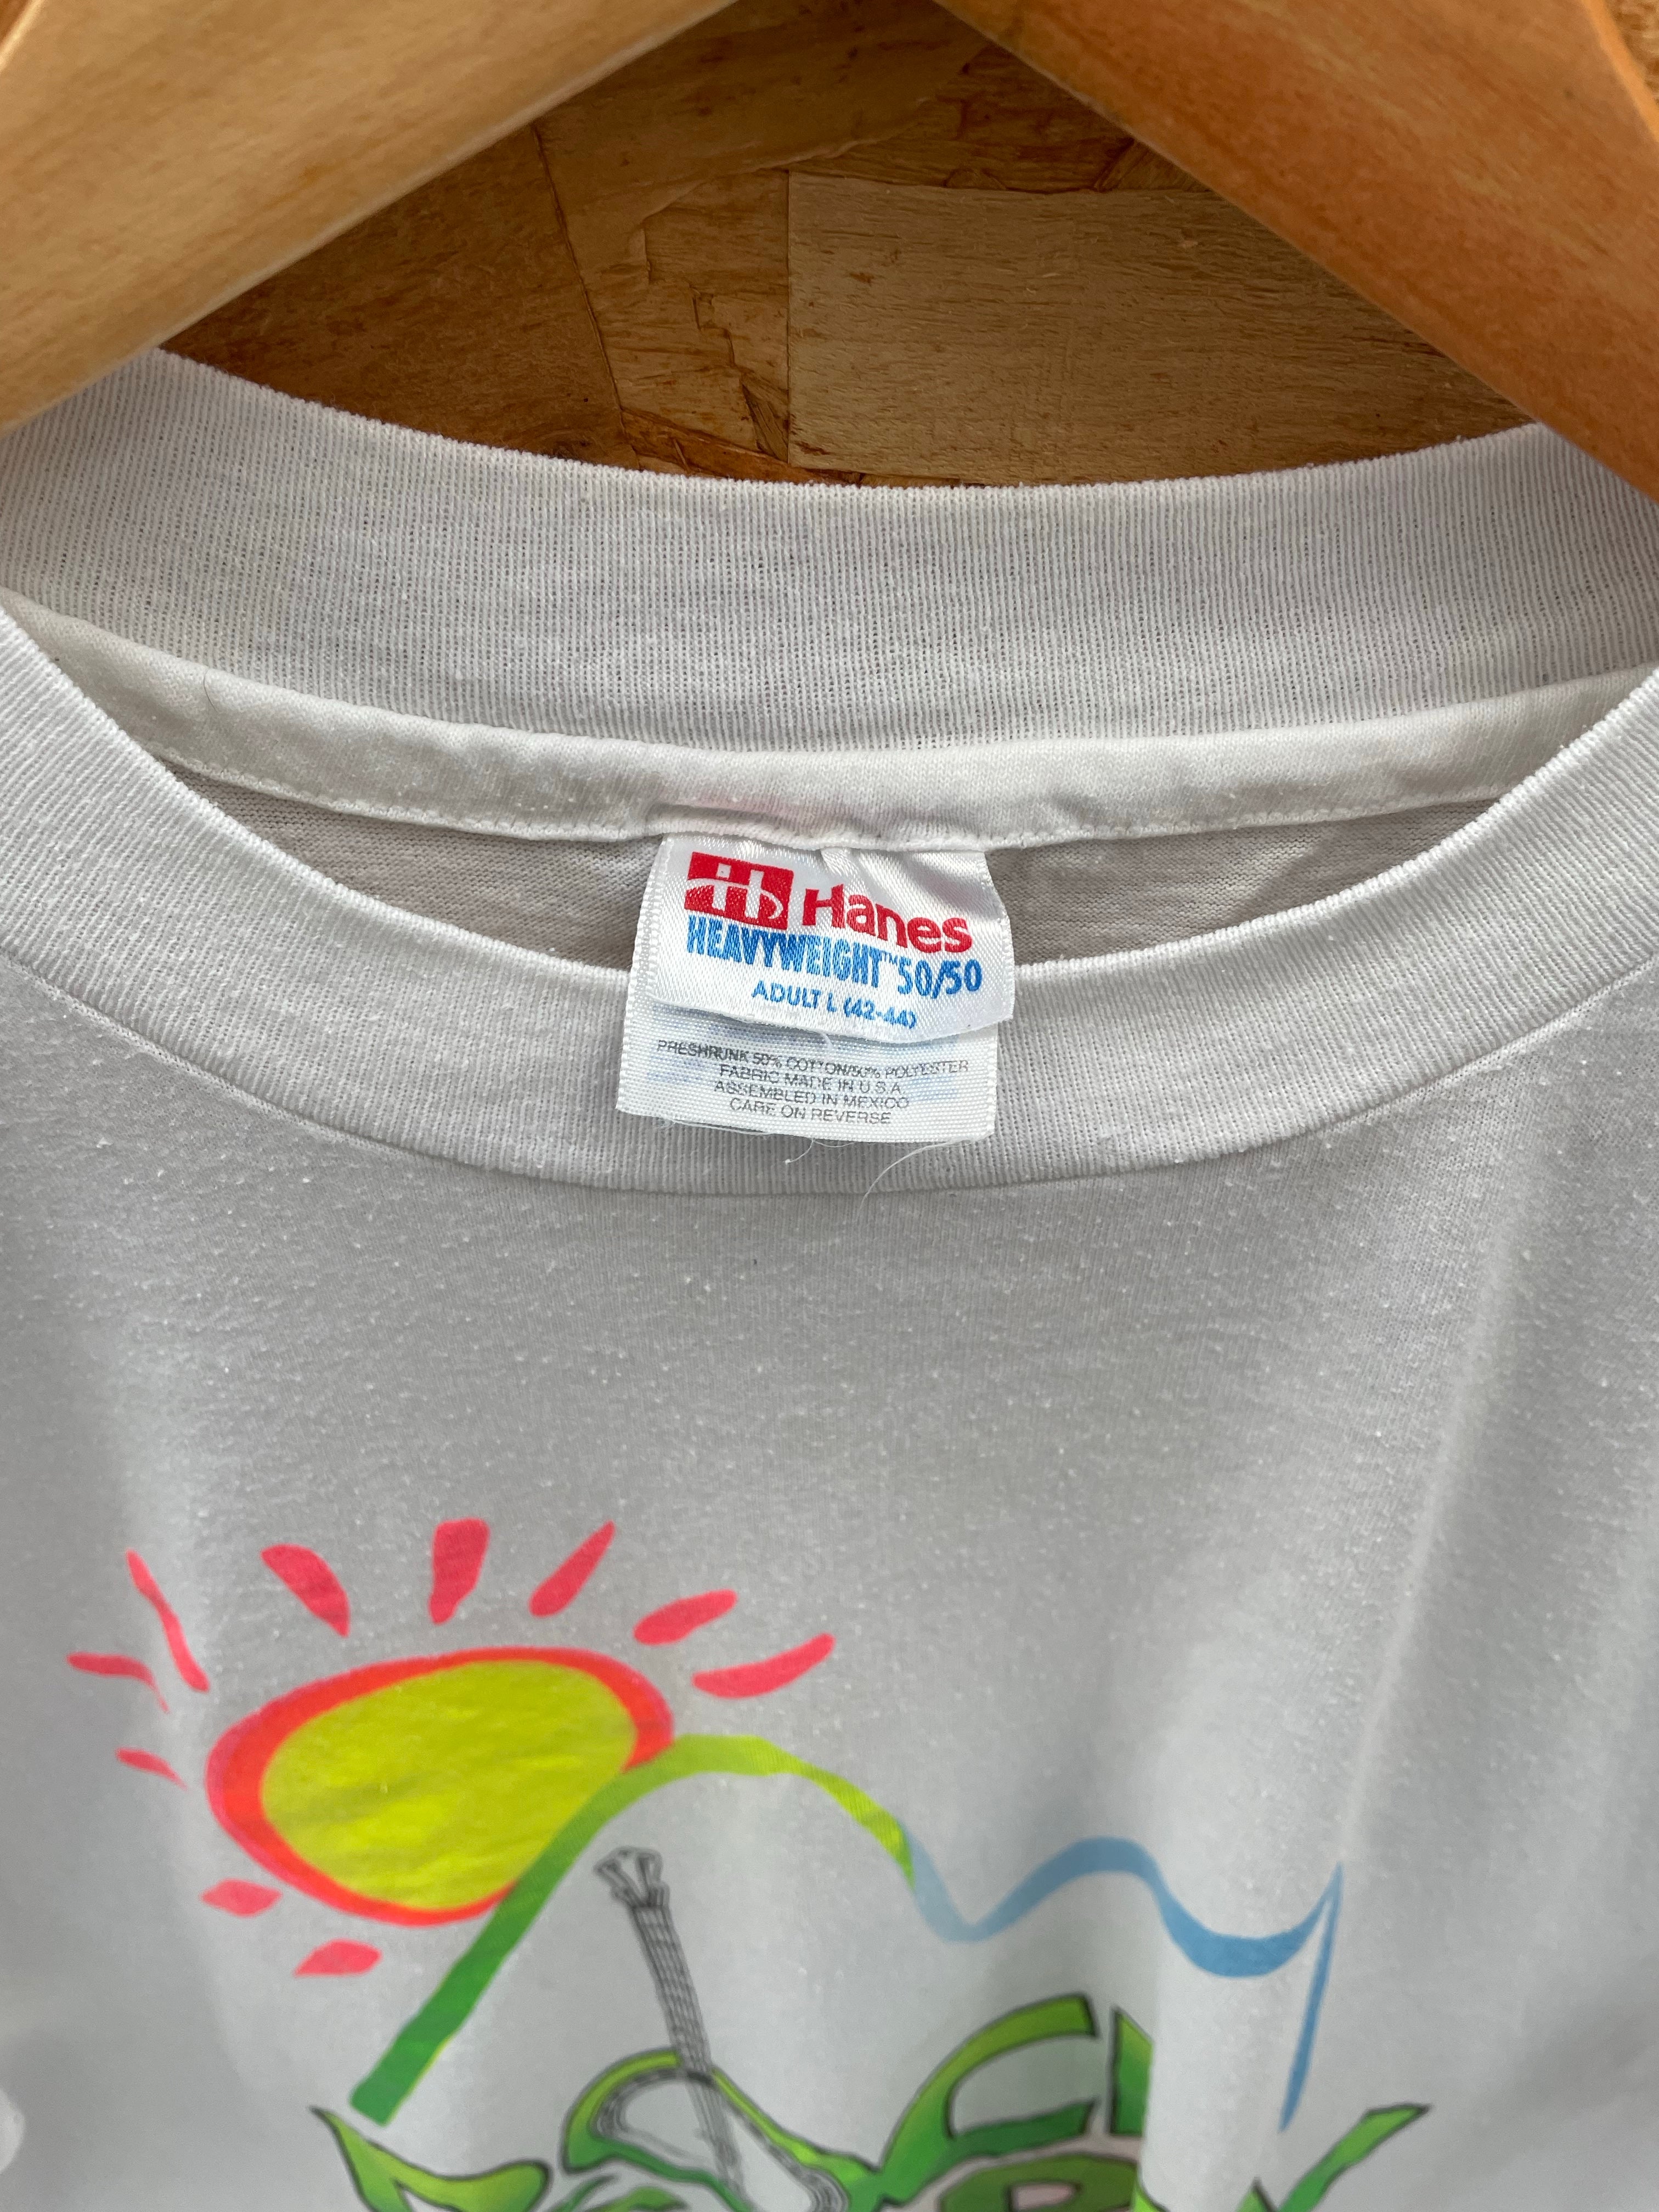 Hanes
HEAVYWEIGHT™ 50/50
ADULT L (42-44)
PRESHRUNK 50% COTTON/50% POLYESTER
FABRIC MADE IN U.S.A.
ASSEMBLED IN MEXICO
CARE ON REVERSE